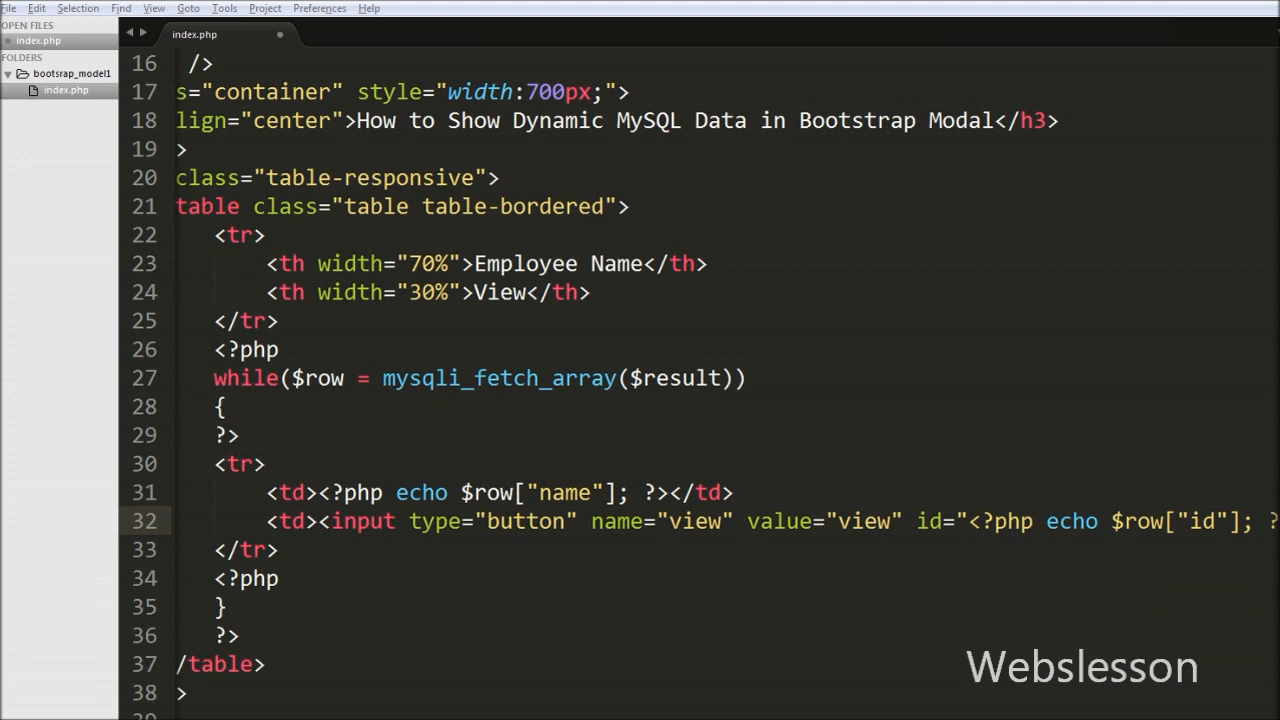 File Edit View Selection Find View Goto Tools Project Preferences Help
OPEN FILES
index.php
FOLDERS
bootsrap_model1
index.php
index.php
16 />
17 s="container" style="width:700px;">
18 lign="center">How to Show Dynamic MySQL Data in Bootstrap Modal</h3>
19 >
20 class="table-responsive">
21 table class="table table-bordered">
22 <tr>
23 <th width="70%">Employee Name</th>
24 <th width="30%">View</th>
25 </tr>
26 <?php
27 while($row = mysqli_fetch_array($result))
28 {
29 ?>
30 <tr>
31 <td><?php echo $row["name"]; ?></td>
32 <td><input type="button" name="view" value="view" id="<?php echo $row["id"]; ?
33 </tr>
34 <?php
35 }
36 ?>
37 /table>
38 >
Webslesson